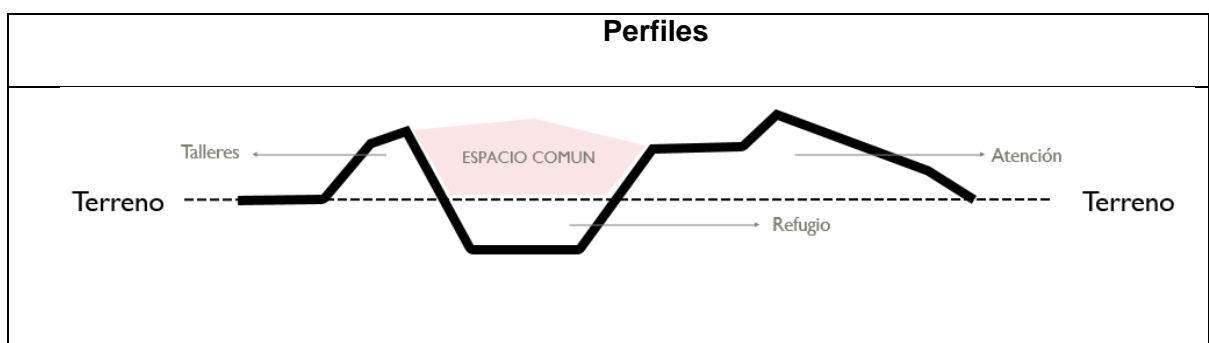 Perfiles
Talleres
ESPACIO COMUN
Atención
Terreno
Terreno
Refugio